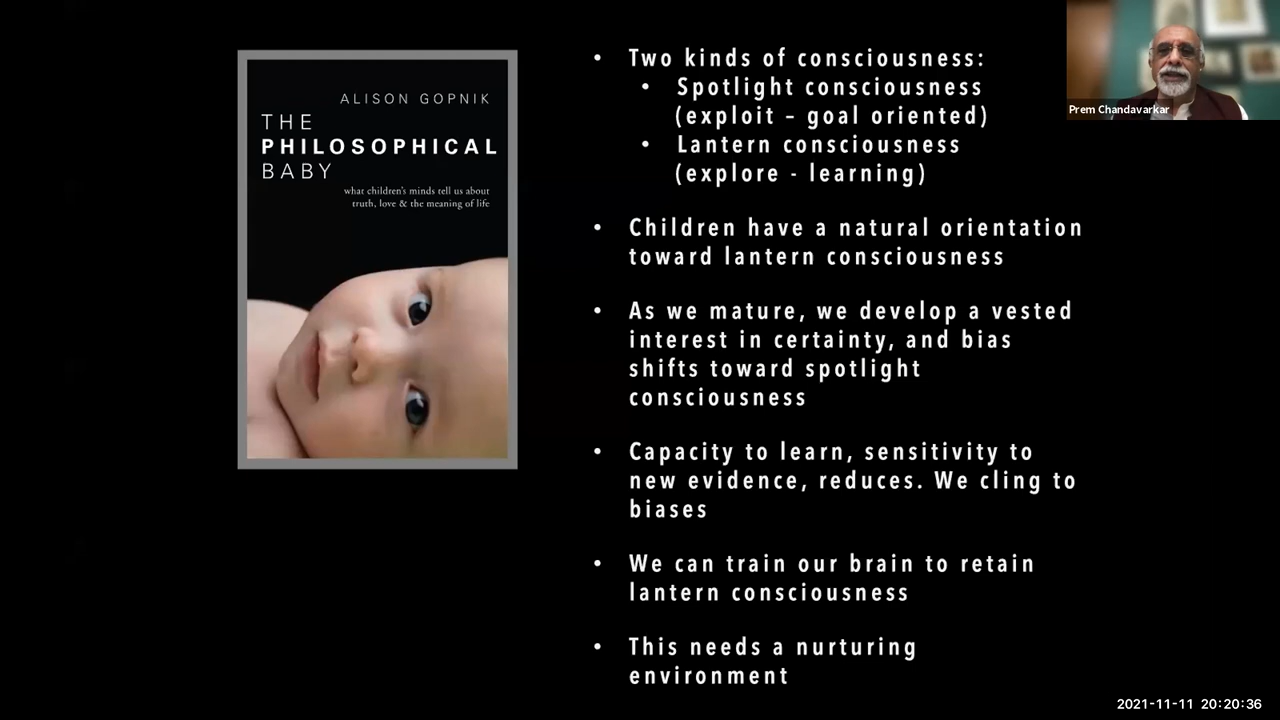 ALISON GOPNIK
THE
PHILOSOPHICAL
BABY
what children's minds tell us about
truth, love & the meaning of life
• Two kinds of consciousness:
• Spotlight consciousness
(exploit – goal oriented)
• Lantern consciousness
(explore - learning)
• Children have a natural orientation
toward lantern consciousness
• As we mature, we develop a vested
interest in certainty, and bias
shifts toward spotlight
consciousness
• Capacity to learn, sensitivity to
new evidence, reduces. We cling to
biases
• We can train our brain to retain
lantern consciousness
• This needs a nurturing
environment
Prem Chandavarkar
2021-11-11 20:20:36